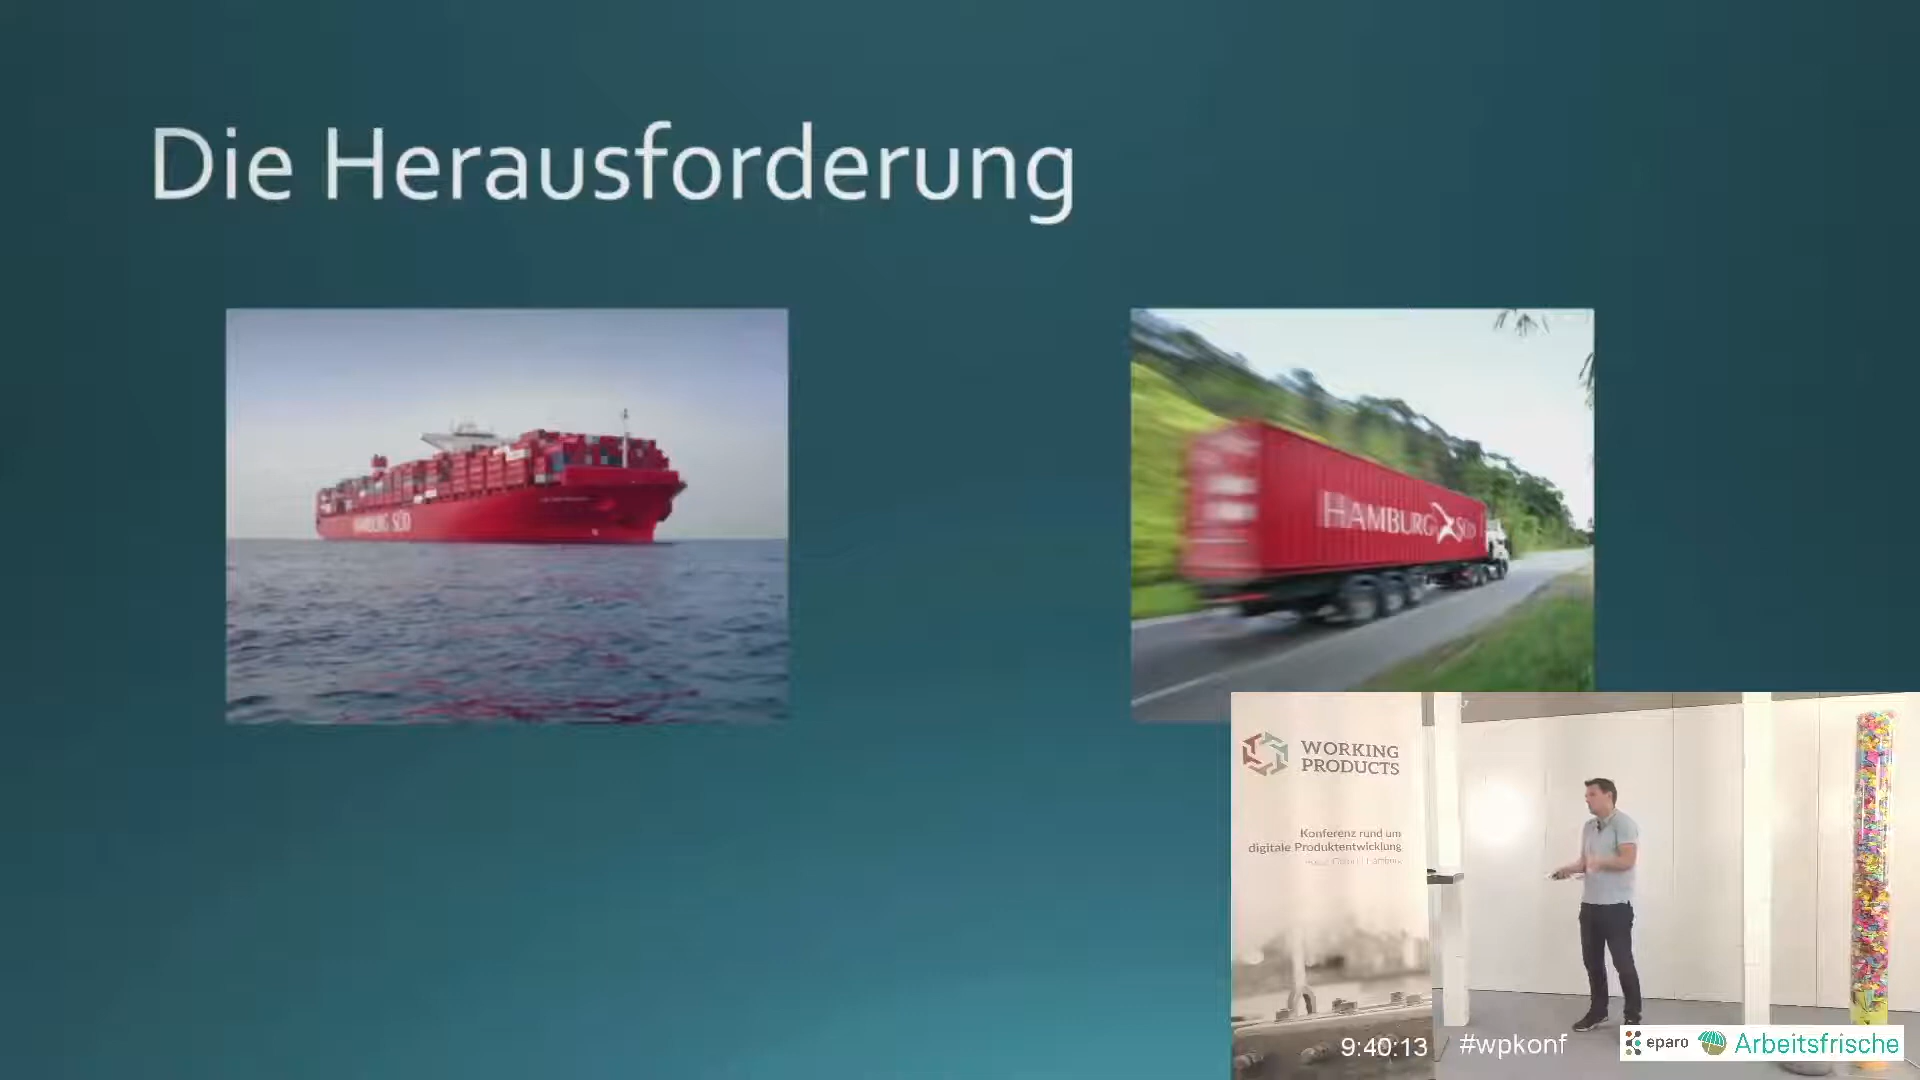 Die Herausforderung
HAMBURG SÜD
HAMBURG SÜD
WORKING
PRODUCTS
Konferenz rund um
digitale Produktentwicklung
9:40:13
#wpkonf
eparo
Arbeitsfrische